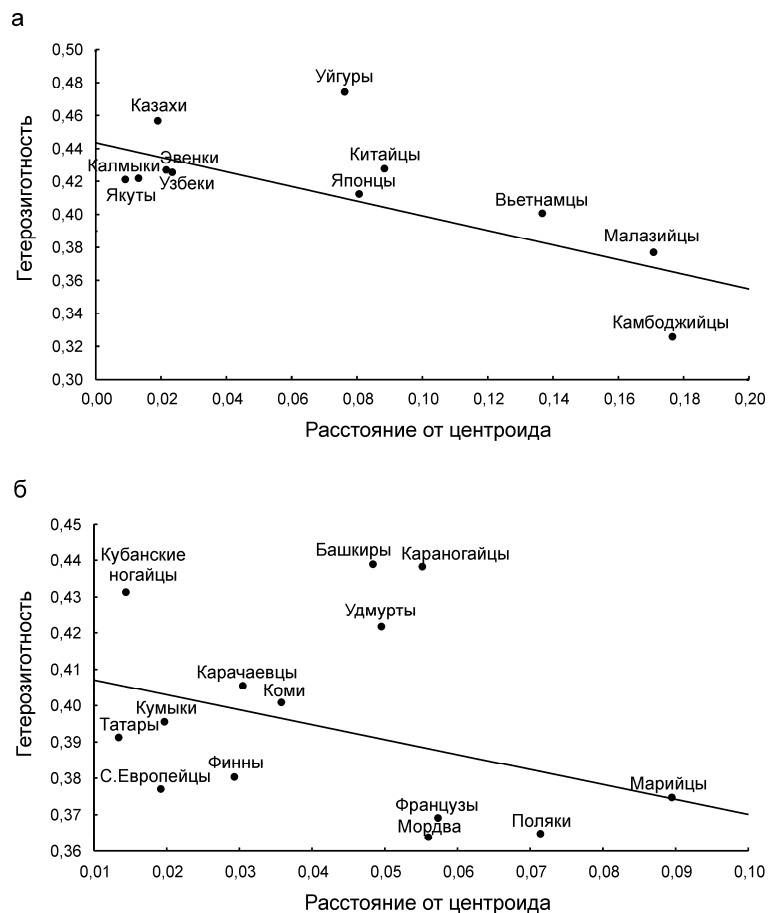 а
Гетерозиготность
0,50
0,48
0,46
0,44
0,42
0,40
0,38
0,36
0,34
0,32
0,30
Уйгуры
Казахи
Китайцы
Калмыки
Эвенки
Узбеки
Якуты
Японцы
Вьетнамцы
Малазийцы
Камбоджийцы
0,00 0,02 0,04 0,06 0,08 0,10 0,12 0,14 0,16 0,18 0,20
Расстояние от центроида
б
Гетерозиготность
0,45
0,44
0,43
0,42
0,41
0,40
0,39
0,38
0,37
0,36
Кубанские
ногайцы
Башкиры
Караногайцы
Удмурты
Карачаевцы
Коми
Кумыки
Татары
Финны
С.Европейцы
Марийцы
Французы
Мордва
Поляки
0,01 0,02 0,03 0,04 0,05 0,06 0,07 0,08 0,09 0,10
Расстояние от центроида